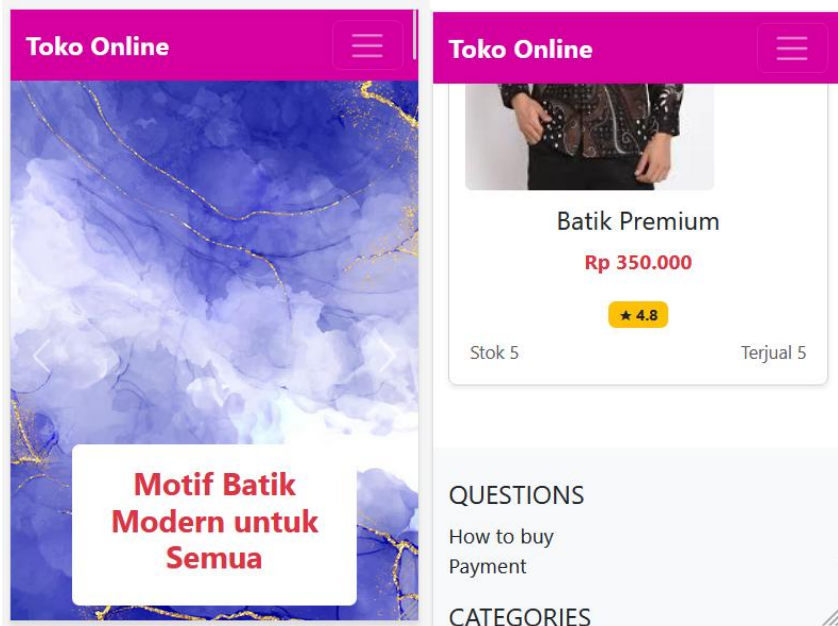 Toko Online
Motif Batik
Modern untuk
Semua
Toko Online
Batik Premium
Rp 350.000
★ 4.8
Stok 5
Terjual 5
QUESTIONS
How to buy
Payment
CATEGORIES